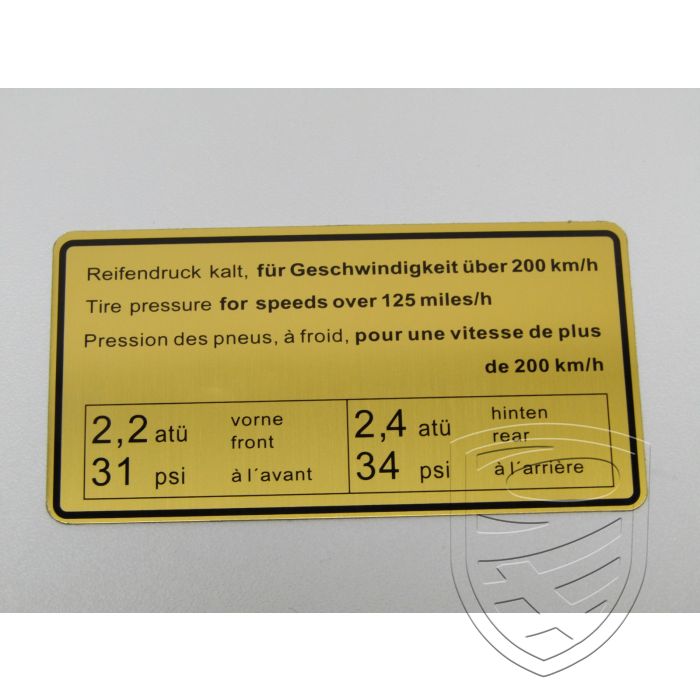 Reifendruck kalt, für Geschwindigkeit über 200 km/h
Tire pressure for speeds over 125 miles/h
Pression des pneus, à froid, pour une vitesse de plus
de 200 km/h
2,2 atü vorne
front
31 psi à l´avant
2,4 atü hinten
rear
34 psi à l´arrière